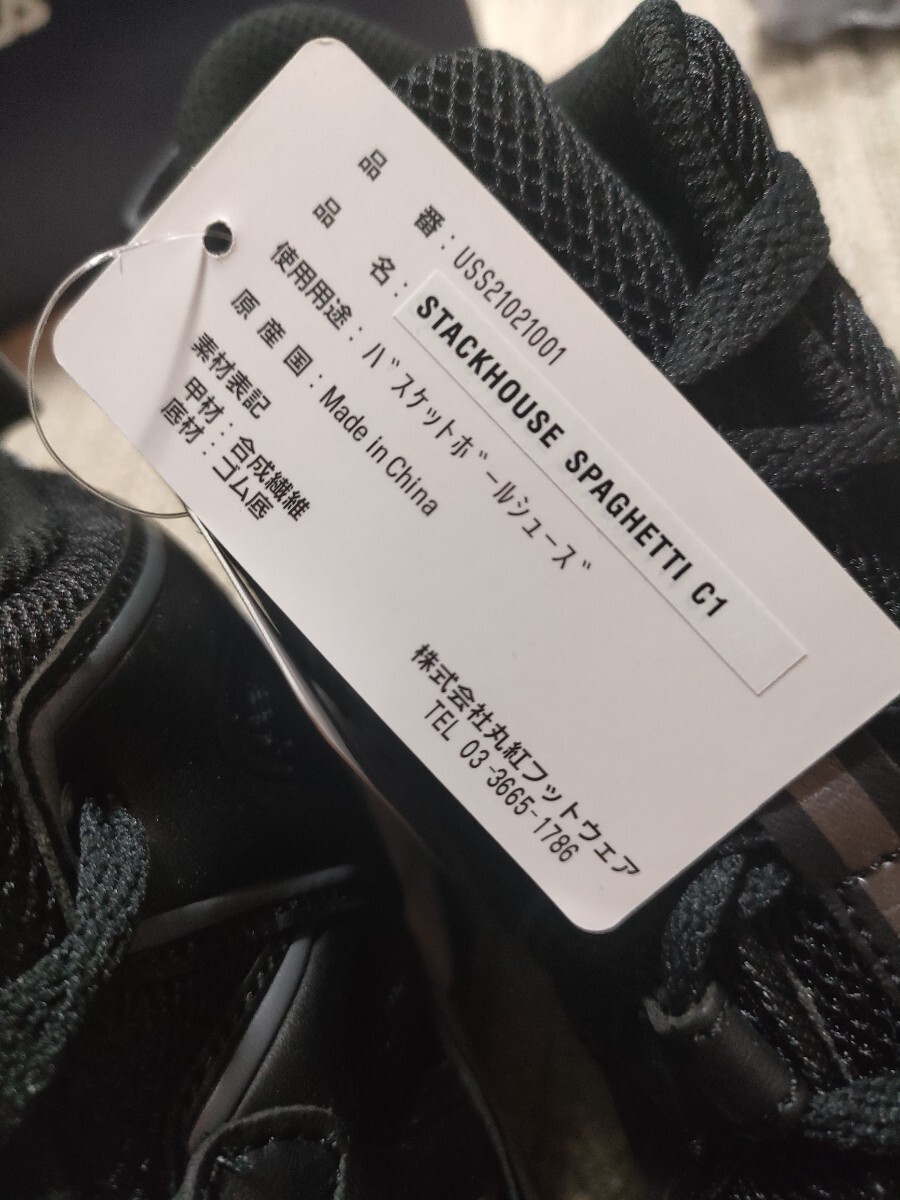 品番:USS21021001
品名:STACKHOUSE SPAGHETTI C1
使用用途:バスケットボールシューズ
原産国:Made in China
素材表記
甲材:合成繊維
底材:ゴム底
株式会社丸紅フットウェア
TEL 03-3665-1786